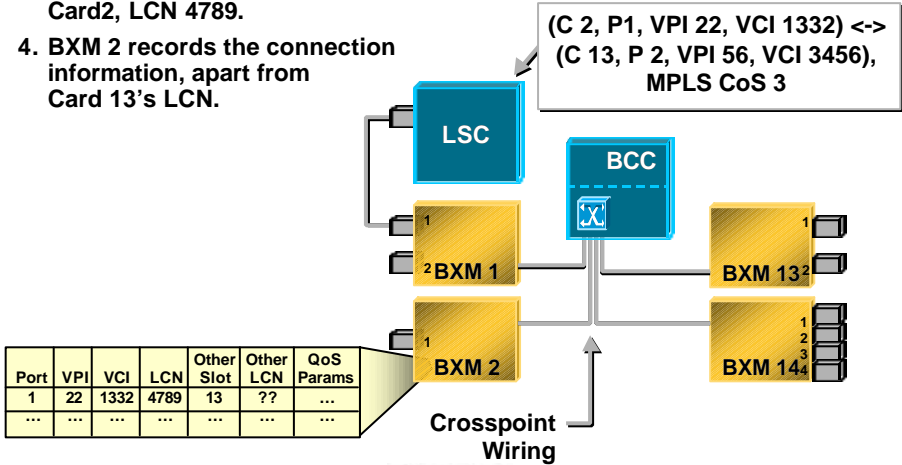 Card2, LCN 4789.
4. BXM 2 records the connection
information, apart from
Card 13's LCN.
(C 2, P1, VPI 22, VCI 1332) <->
(C 13, P 2, VPI 56, VCI 3456),
MPLS CoS 3
LSC
BCC
X
1
2 BXM 1
1
BXM 13 2
1
BXM 2
1
2
3
BXM 14 4
Port VPI VCI LCN Other Slot Other LCN QoS Params
1 22 1332 4789 13 ?? ...
... ... ... ... ... ... ...
Crosspoint
Wiring